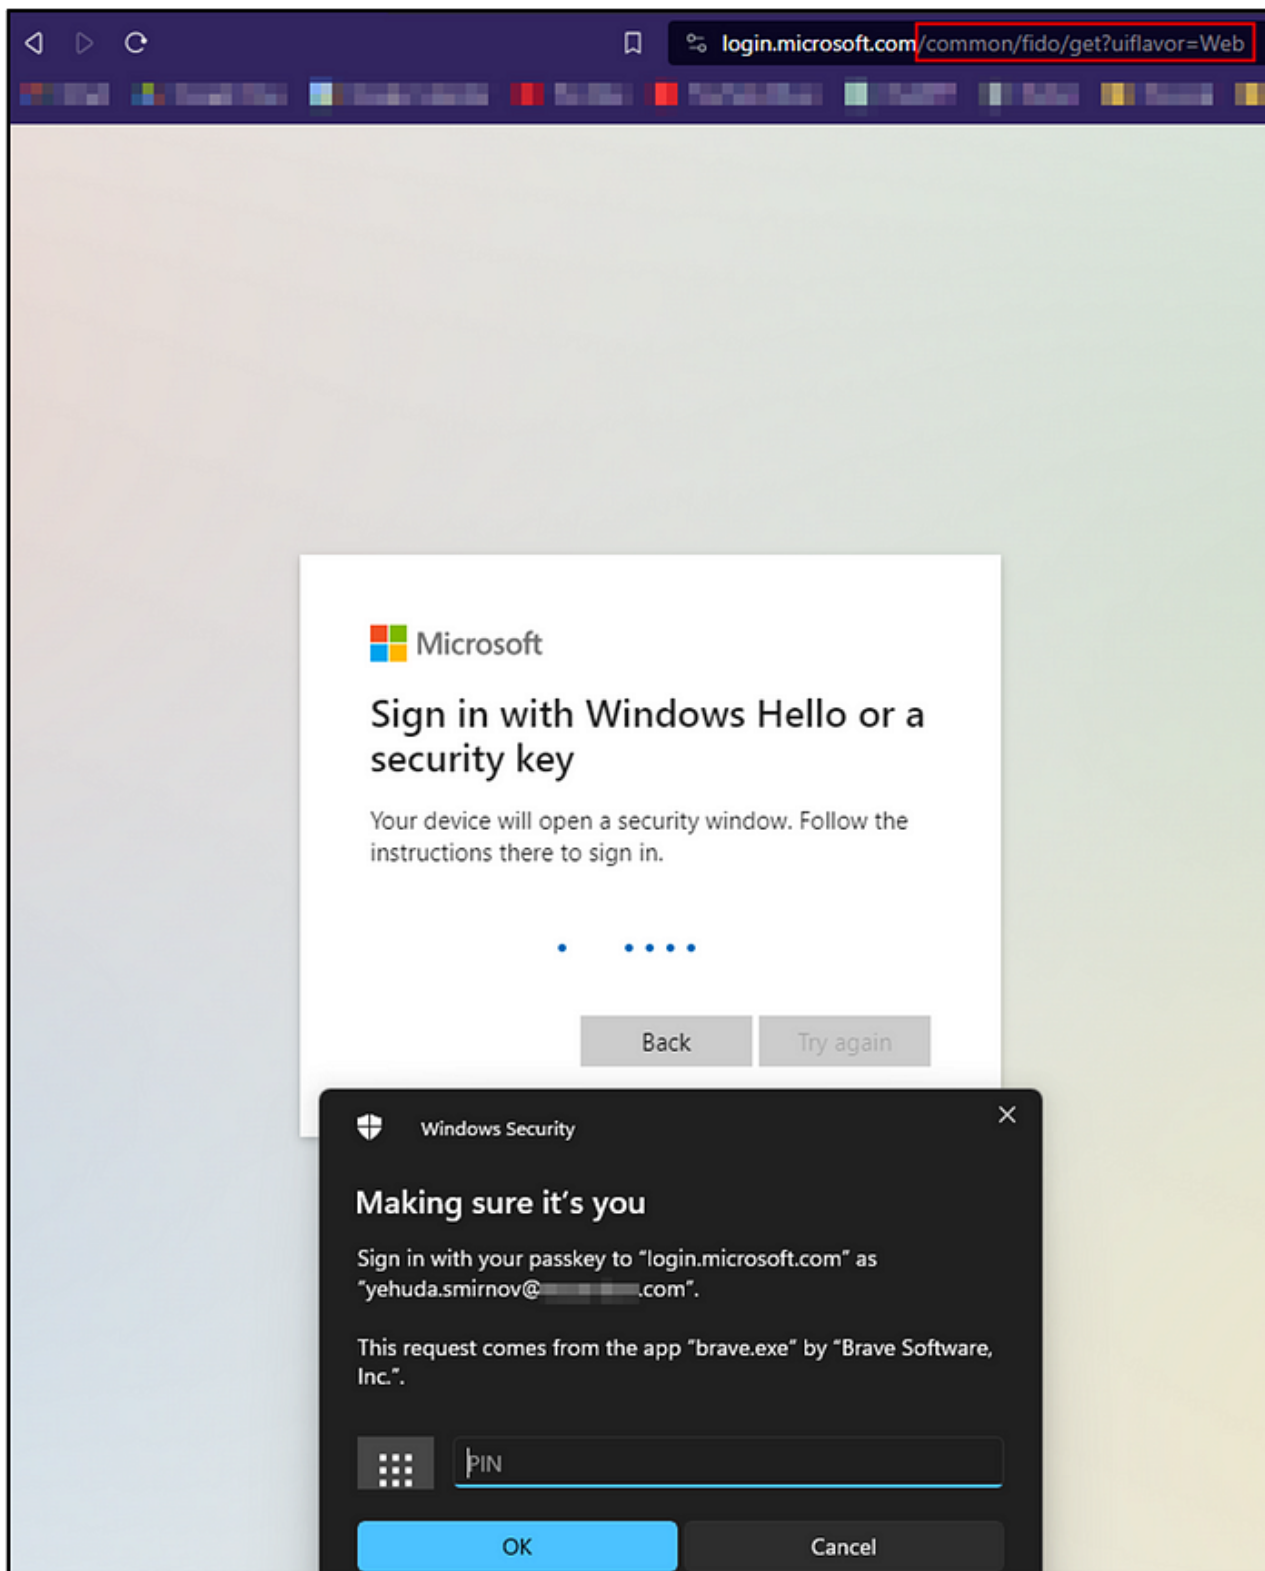 login.microsoft.com/common/fido/get?uiflavor=Web
Microsoft
Sign in with Windows Hello or a
security key
Your device will open a security window. Follow the
instructions there to sign in.
Back
Try again
Windows Security
Making sure it's you
Sign in with your passkey to "login.microsoft.com" as
"yehuda.smirnov@ .com".
This request comes from the app "brave.exe" by "Brave Software,
Inc.".
PIN
OK
Cancel